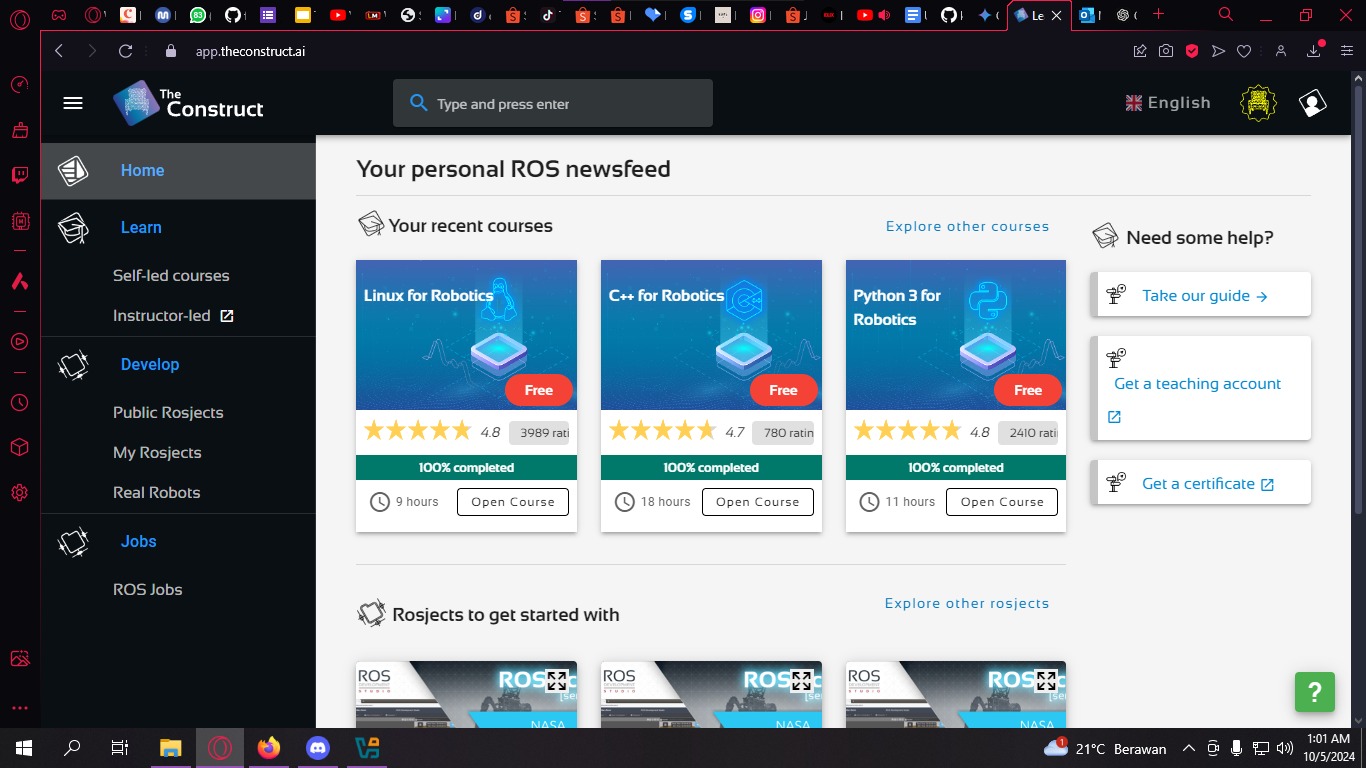 Le
app.theconstruct.ai
The
Construct
Type and press enter
English
Home
Learn
Self-led courses
Instructor-led
Develop
Public Rosjects
My Rosjects
Real Robots
Jobs
ROS Jobs
Your personal ROS newsfeed
Your recent courses
Explore other courses
Linux for Robotics
Free
4.8 3989 rati
100% completed
9 hours
Open Course
C++ for Robotics
Free
4.7 780 ratin
100% completed
18 hours
Open Course
Python 3 for
Robotics
Free
4.8 2410 rati
100% completed
11 hours
Open Course
Need some help?
Take our guide →
Get a teaching account
Get a certificate
Rosjects to get started with
Explore other rosjects
ROS
ROS
NASA
ROS
ROS
NASA
ROS
ROS
NASA
?
21°C Berawan
1:01 AM
10/5/2024